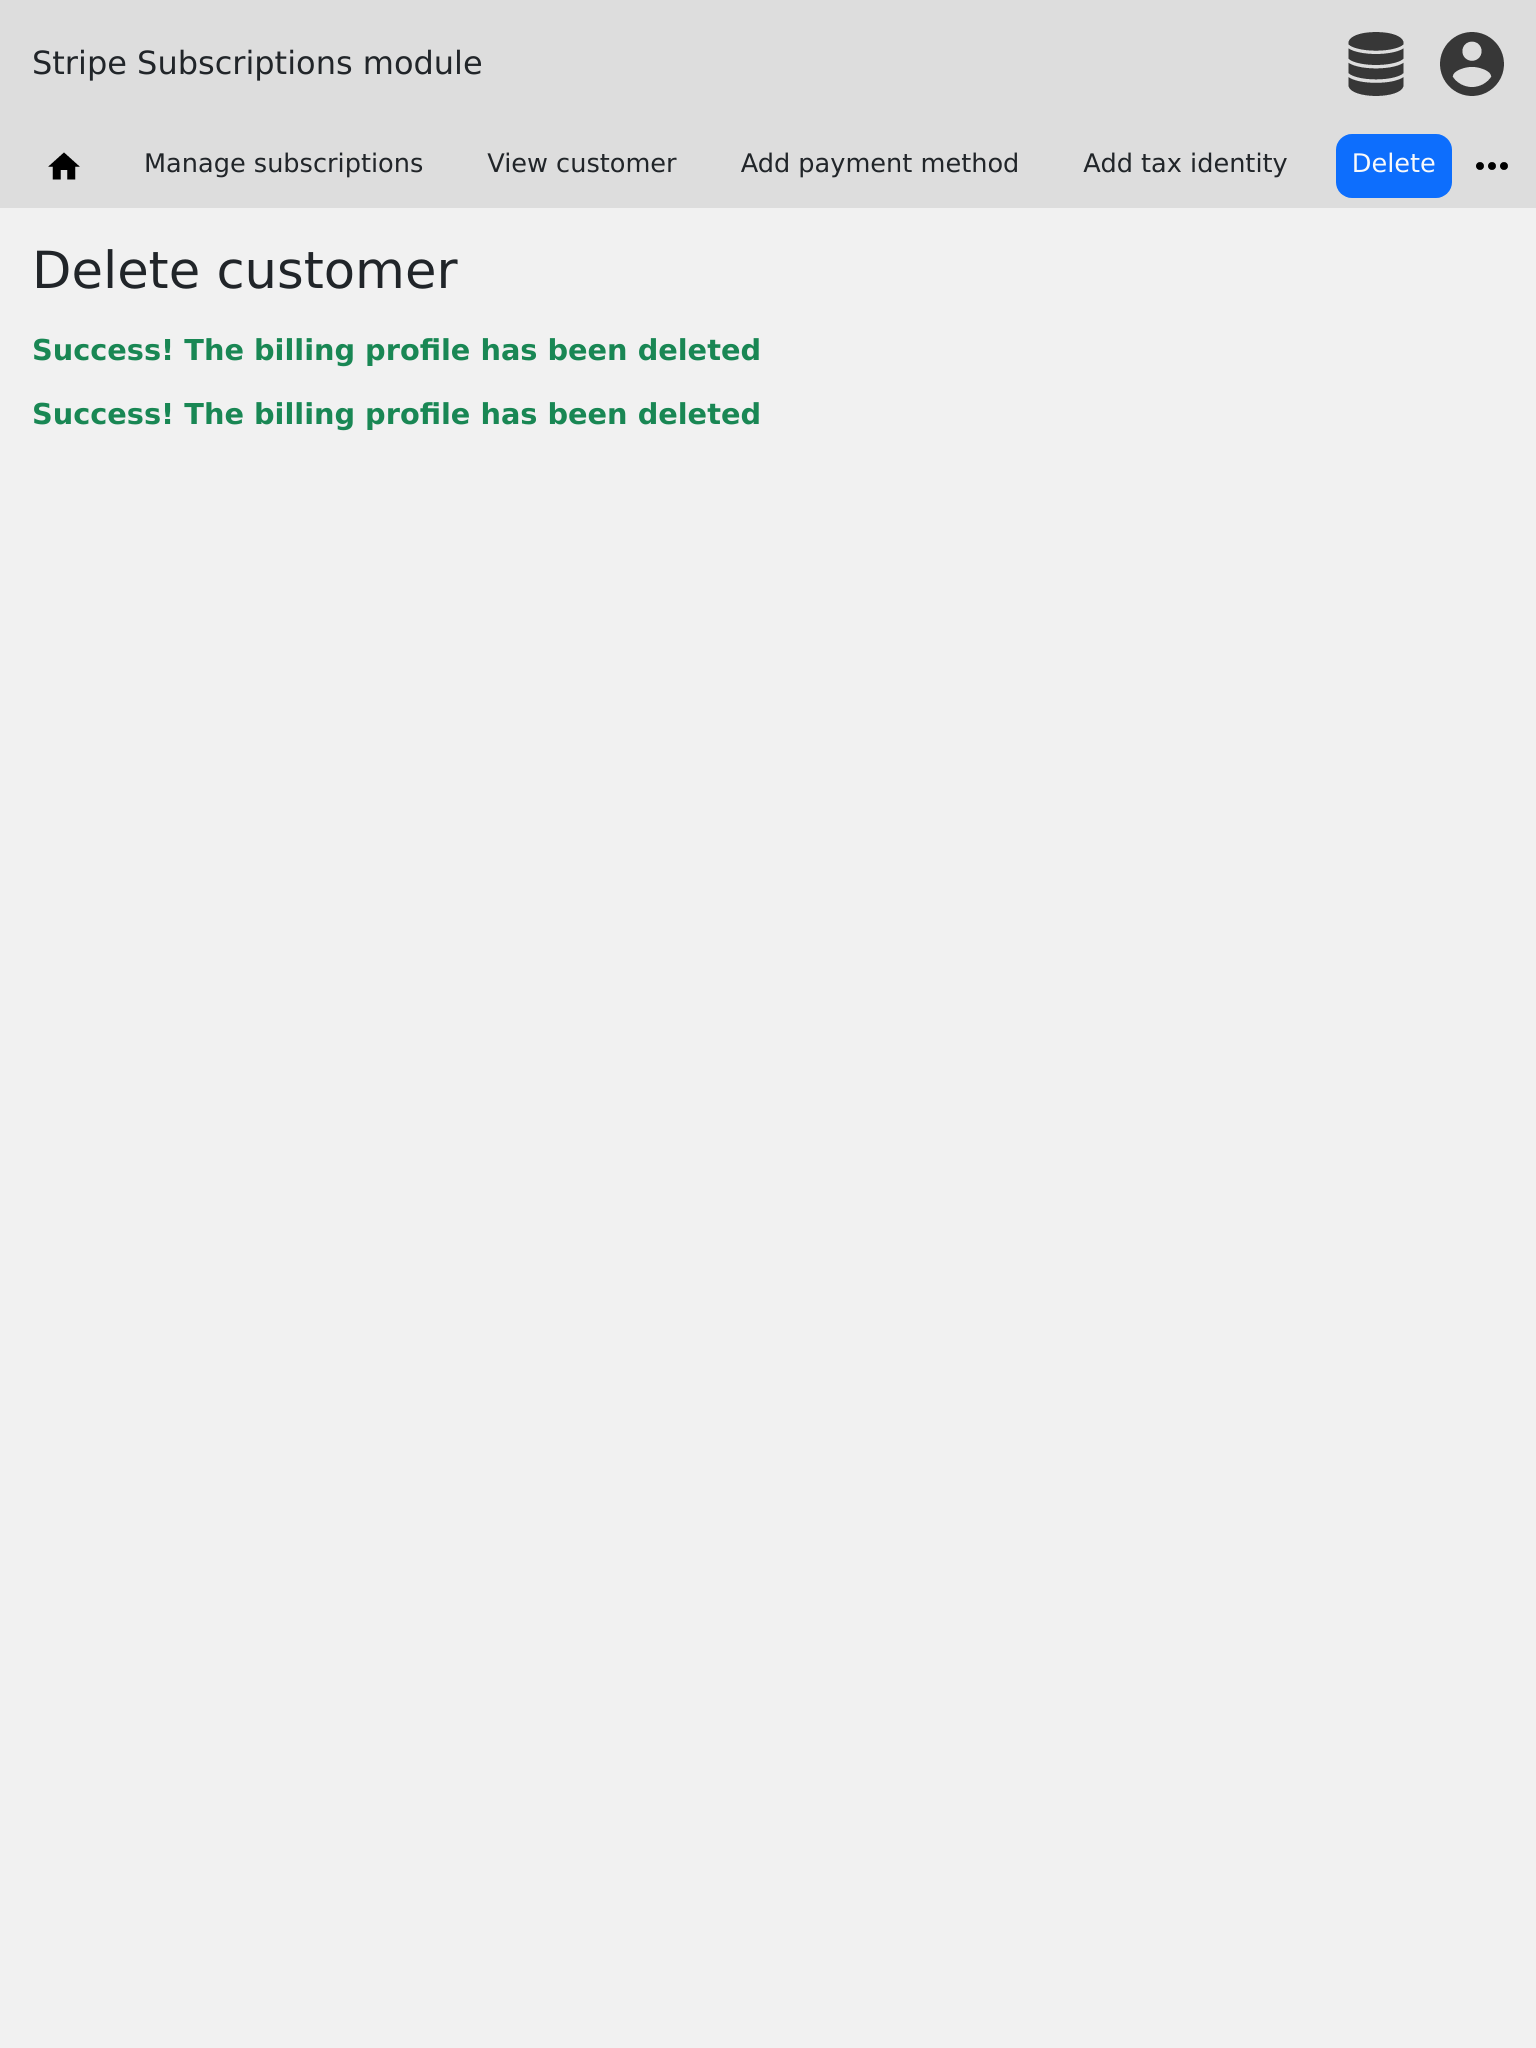 Stripe Subscriptions module
Manage subscriptions View customer Add payment method Add tax identity Delete
Delete customer
Success! The billing profile has been deleted
Success! The billing profile has been deleted